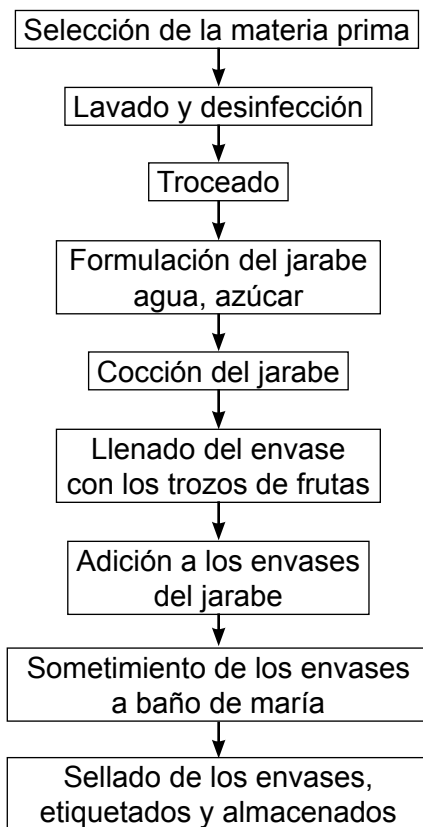 Selección de la materia prima
Lavado y desinfección
Troceado
Formulación del jarabe
agua, azúcar
Cocción del jarabe
Llenado del envase
con los trozos de frutas
Adición a los envases
del jarabe
Sometimiento de los envases
a baño de maría
Sellado de los envases,
etiquetados y almacenados